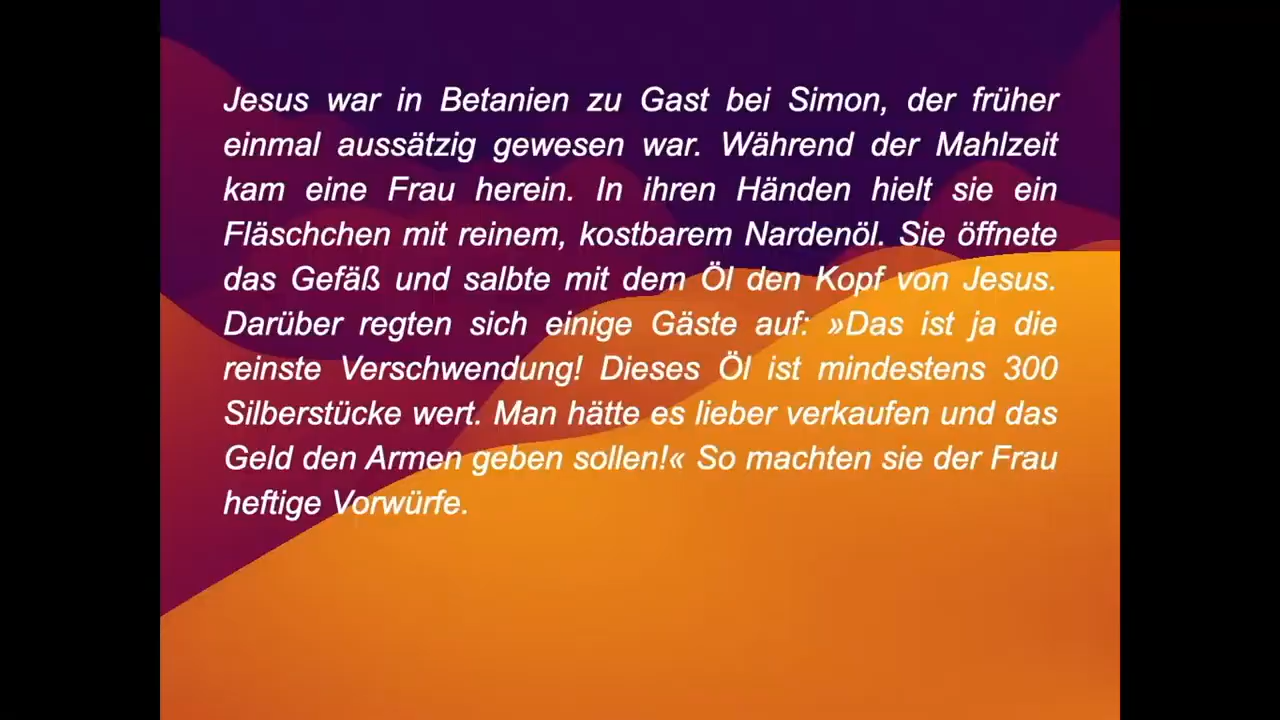 Jesus war in Betanien zu Gast bei Simon, der früher
einmal aussätzig gewesen war. Während der Mahlzeit
kam eine Frau herein. In ihren Händen hielt sie ein
Fläschchen mit reinem, kostbarem Nardenöl. Sie öffnete
das Gefäß und salbte mit dem Öl den Kopf von Jesus.
Darüber regten sich einige Gäste auf: »Das ist ja die
reinste Verschwendung! Dieses Öl ist mindestens 300
Silberstücke wert. Man hätte es lieber verkaufen und das
Geld den Armen geben sollen!« So machten sie der Frau
heftige Vorwürfe.